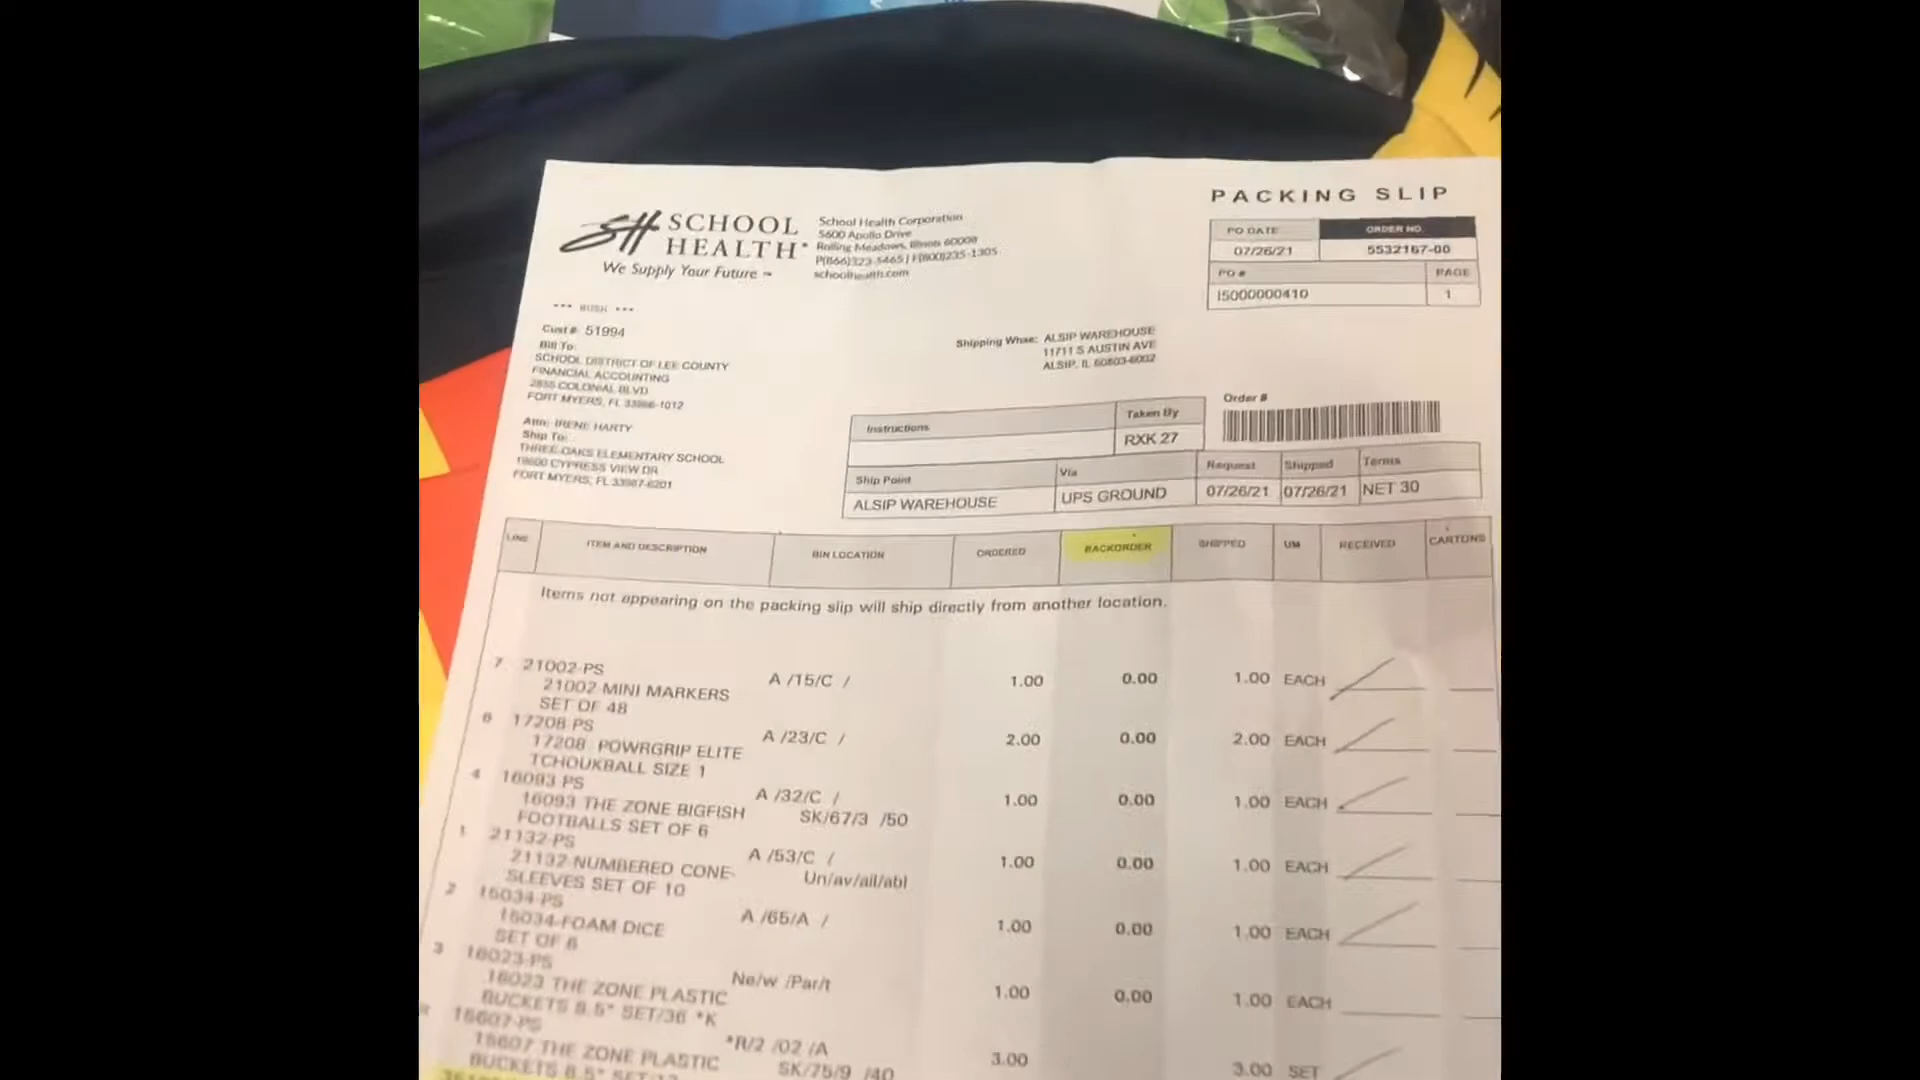 PACKING SLIP
SCHOOL
HEALTH
We Supply Your Future
School Health Corporation
5600 Apollo Drive
Rolling Meadows, Illinois 60008
P(866)323-5465 | F(800)235-1305
schoolhealth.com
PO DATE ORDER NO.
07/26/21 5532167-00
PO # PAGE
I5000000410 1
*** RUSH ***
Cust# 51994
Bill To:
SCHOOL DISTRICT OF LEE COUNTY
FINANCIAL ACCOUNTING
2855 COLONIAL BLVD
FORT MYERS, FL 33966-1012
Shipping Whse: ALSIP WAREHOUSE
11711 S AUSTIN AVE
ALSIP, IL 60803-6002
Attn: IRENE HARTY
Ship To:
THREE OAKS ELEMENTARY SCHOOL
19600 CYPRESS VIEW DR
FORT MYERS, FL 33967-6201
Order #
Instructions Taken By
RXK 27
Ship Point Via Request Shipped Terms
ALSIP WAREHOUSE UPS GROUND 07/26/21 07/26/21 NET 30
LINE ITEM AND DESCRIPTION BIN LOCATION ORDERED BACKORDER SHIPPED UM RECEIVED CARTONS
Items not appearing on the packing slip will ship directly from another location.
7 21002-PS A /15/C / 1.00 0.00 1.00 EACH
21002-MINI MARKERS
SET OF 48
6 17208-PS A /23/C / 2.00 0.00 2.00 EACH
17208 POWRGRIP ELITE
TCHOUKBALL SIZE 1
4 16093-PS A /32/C / 1.00 0.00 1.00 EACH
16093 THE ZONE BIGFISH SK/67/3 /50
FOOTBALLS SET OF 6
1 21132-PS A /53/C / 1.00 0.00 1.00 EACH
21132-NUMBERED CONE- Un/av/ail/abl
SLEEVES SET OF 10
2 15034-PS A /65/A / 1.00 0.00 1.00 EACH
15034-FOAM DICE
SET OF 6
3 16023-PS Ne/w /Par/t 1.00 0.00 1.00 EACH
16023 THE ZONE PLASTIC
BUCKETS 8.5" SET/36 *K
15607-PS *R/2 /02 /A 3.00 3.00 SET
15607 THE ZONE PLASTIC SK/75/9 /40
BUCKETS 8.5"